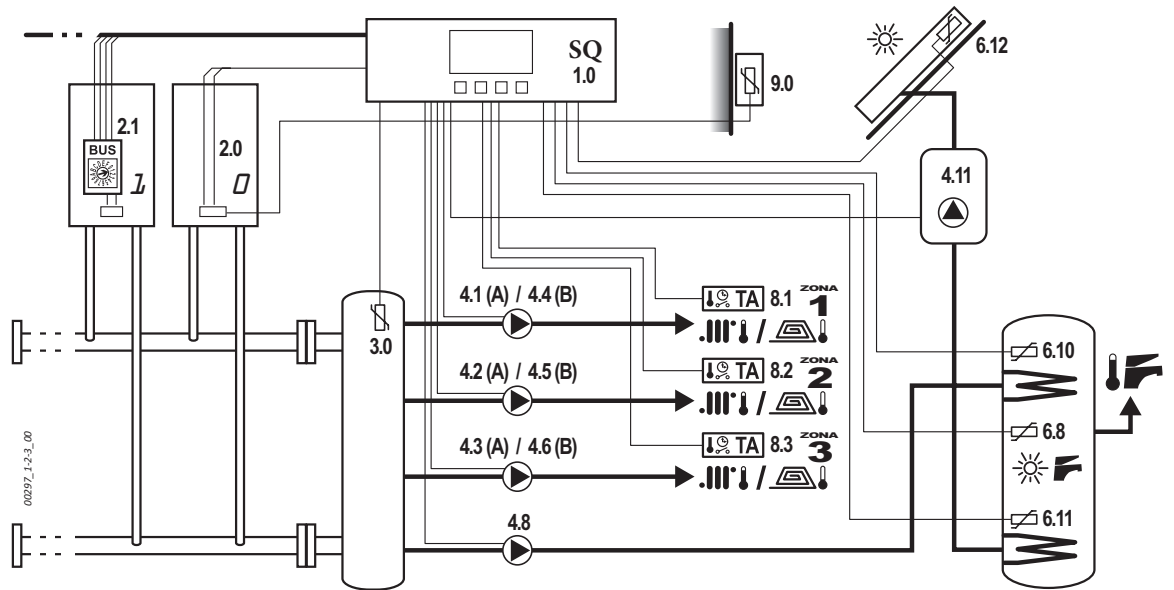 SQ
1.0
9.0
6.12
2.1
BUS
1
2.0
0
4.11
4.1 (A) / 4.4 (B)
TA 8.1 ZONA 1
3.0
6.10
4.2 (A) / 4.5 (B)
TA 8.2 ZONA 2
6.8
4.3 (A) / 4.6 (B)
TA 8.3 ZONA 3
00297_1-2-3_00
6.11
4.8